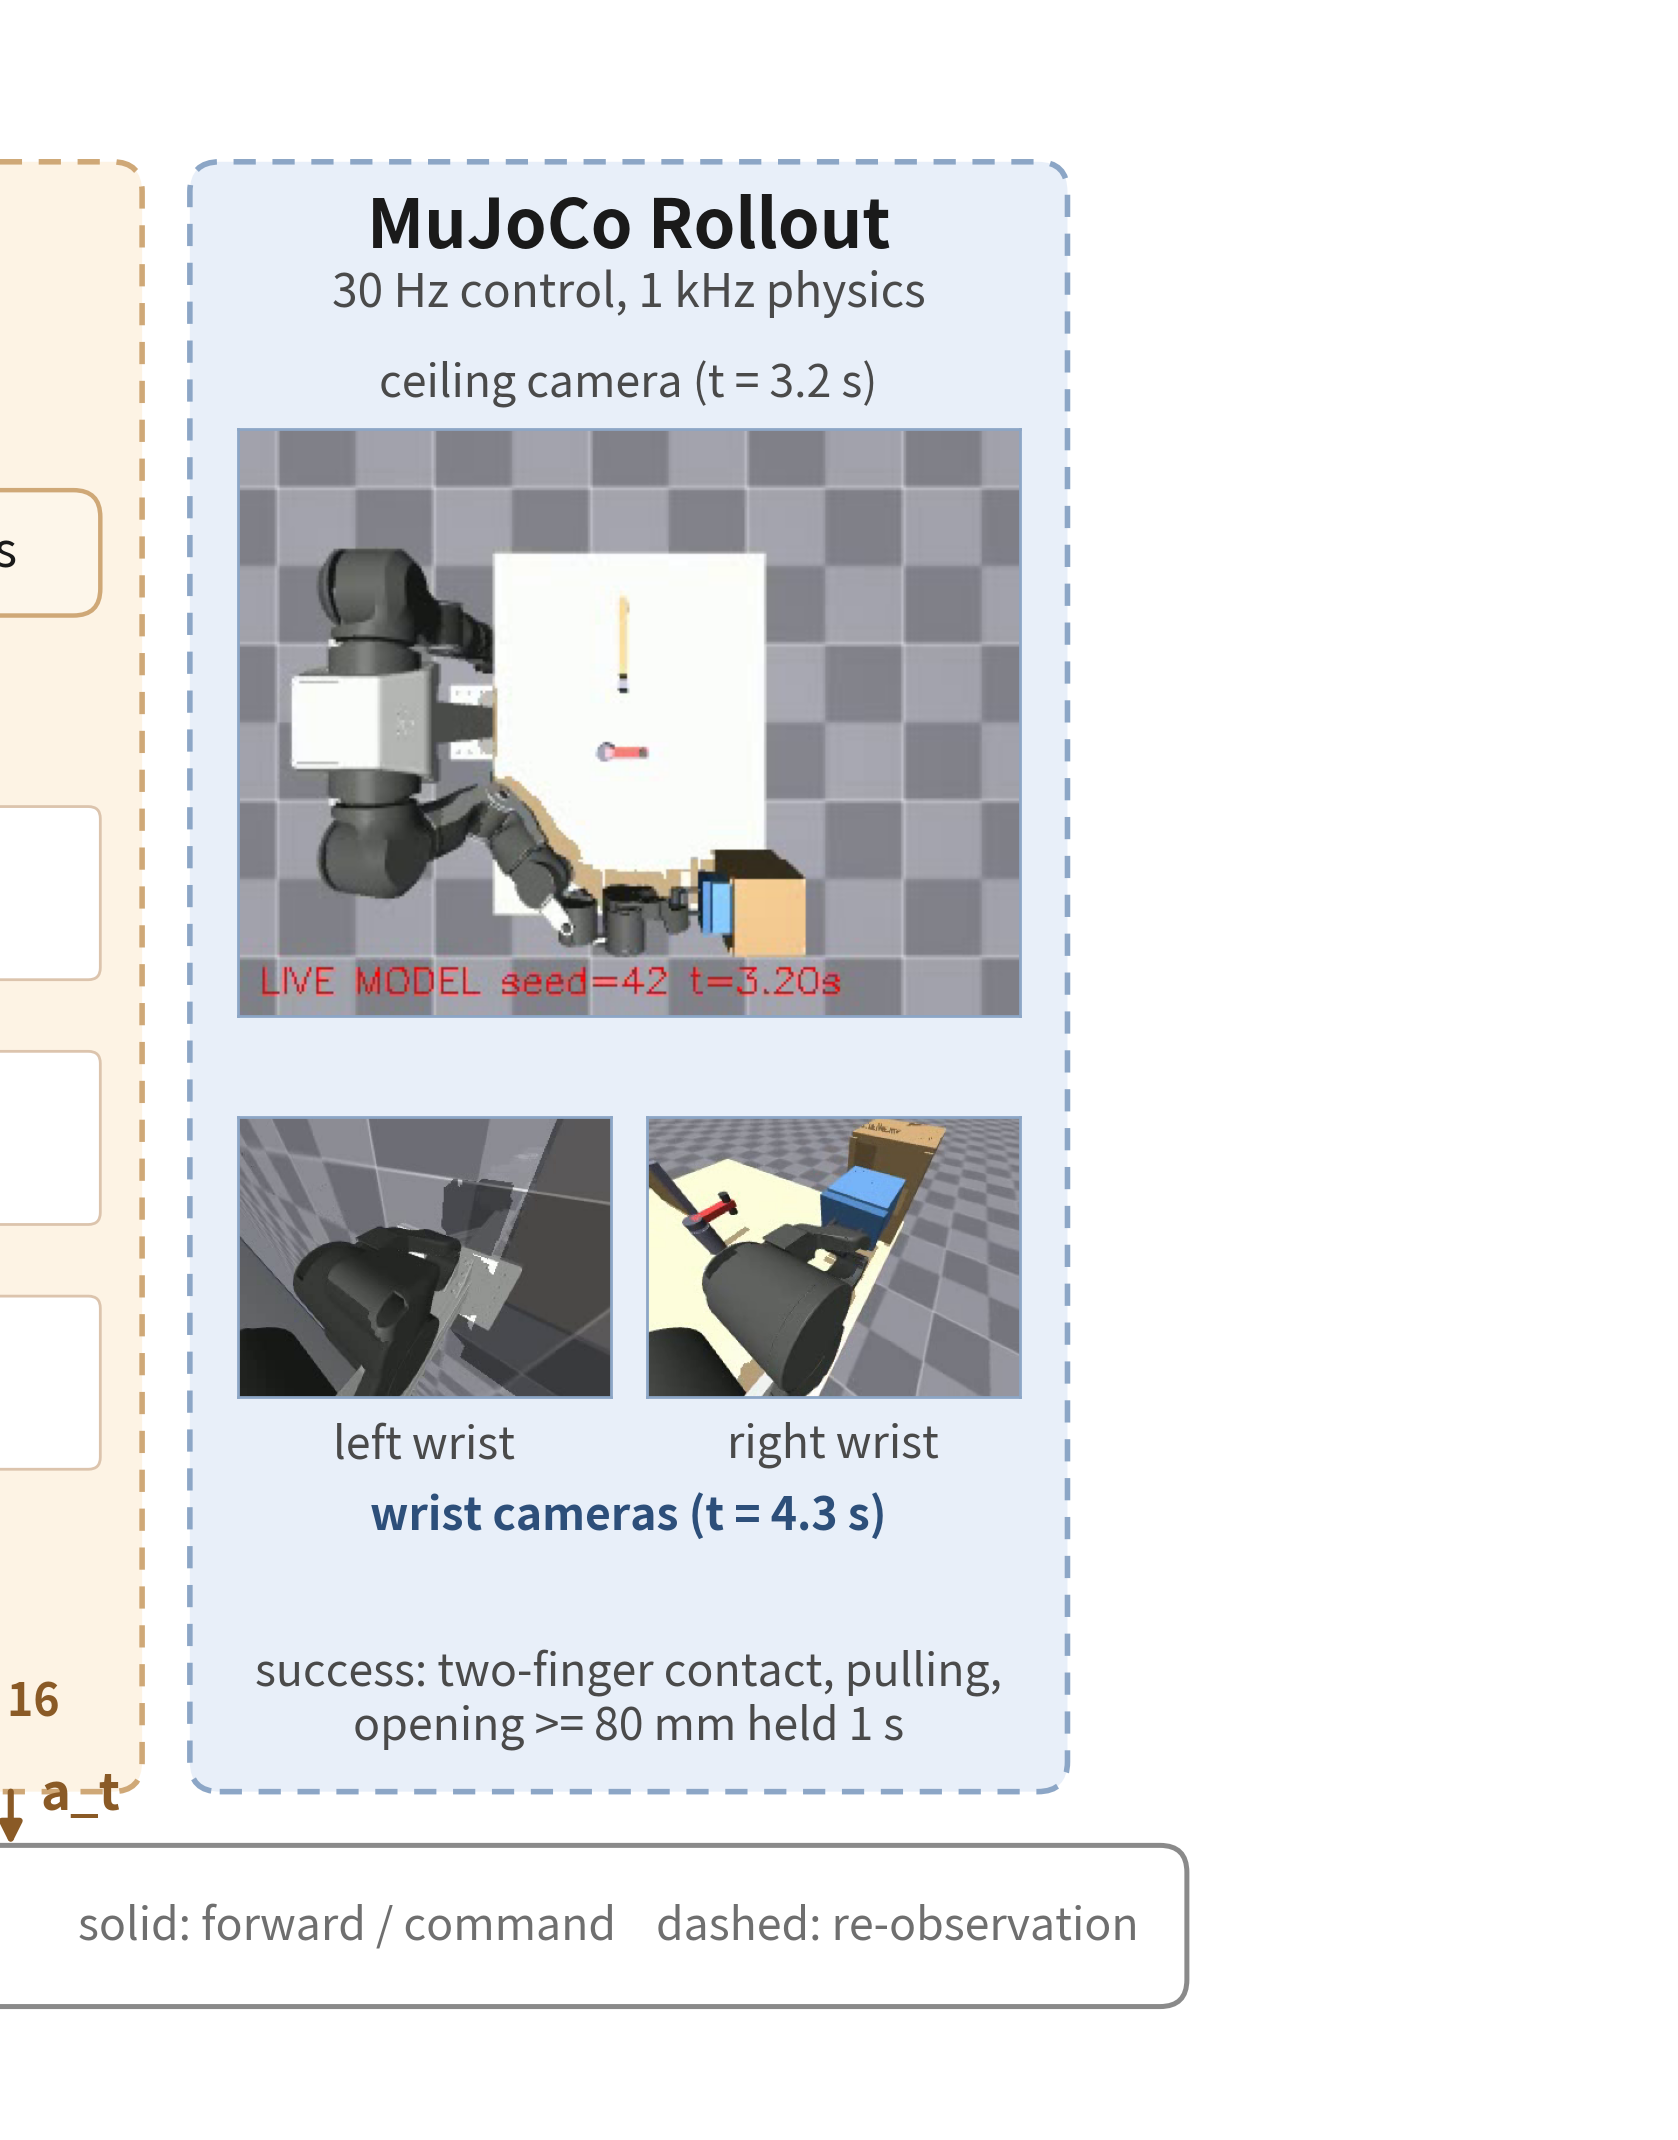 MuJoCo Rollout
30 Hz control, 1 kHz physics
ceiling camera (t = 3.2 s)
s
LIVE MODEL seed=42 t=3.20s
left wrist
right wrist
wrist cameras (t = 4.3 s)
success: two-finger contact, pulling,
opening >= 80 mm held 1 s
16
a_t
solid: forward / command dashed: re-observation